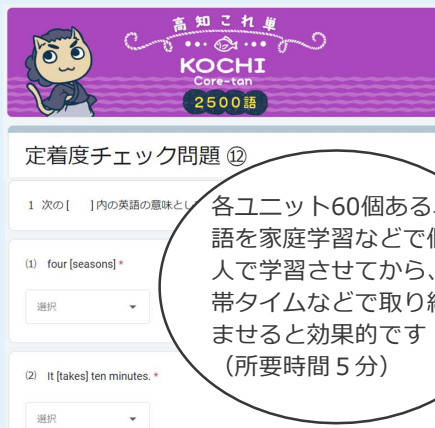 高知これ単
KOCHI
Core-tan
2500語
定着度チェック問題 ⑫
1 次の [ ]内の英語の意味とし
各ユニット60個ある
語を家庭学習などで
人で学習させてから、
帯タイムなどで取り
ませると効果的です
（所要時間５分）
(1) four [seasons] *
選択
(2) It [takes] ten minutes. *
選択